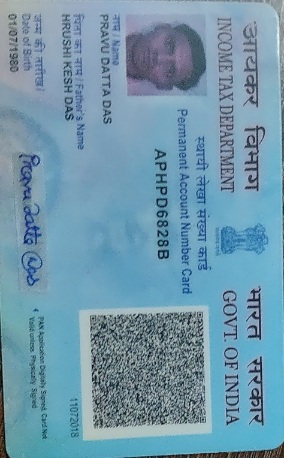 आयकर विभाग
INCOME TAX DEPARTMENT
भारत सरकार
GOVT. OF INDIA
स्थायी लेखा संख्या कार्ड
Permanent Account Number Card
APHPD6828B
नाम / Name
PRAVU DATTA DAS
पिता का नाम / Father's Name
HRUSHI KESH DAS
जन्म की तारीख /
Date of Birth
01/07/1980
Pravu Datta Das
11072018
PAN Application Digitally Signed, Card Not
Valid unless Physically Signed